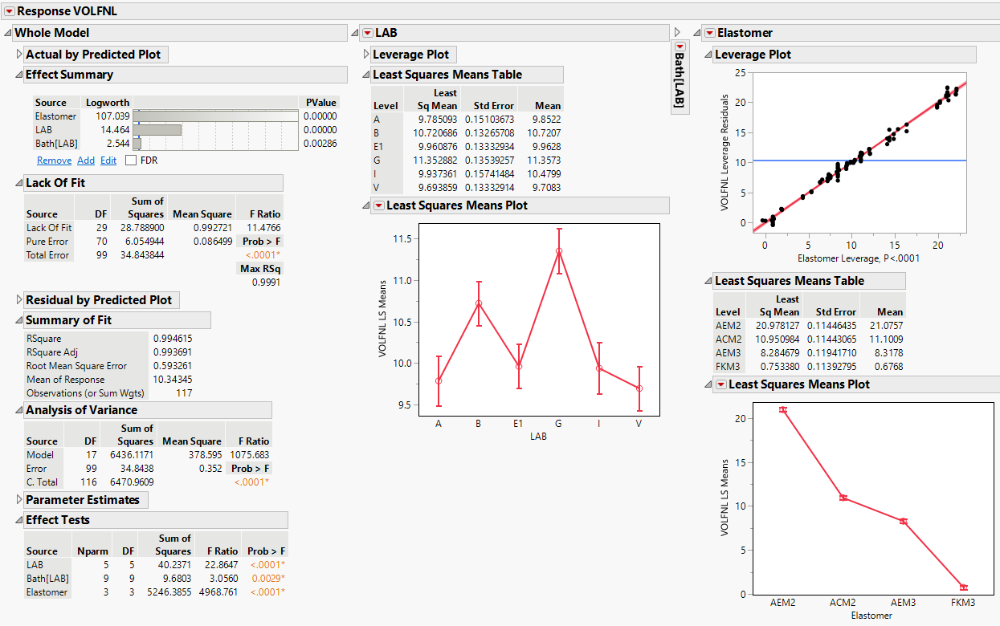 Response VOLFNL
Whole Model
Actual by Predicted Plot
Effect Summary
Source Logworth PValue
Elastomer 107.039 0.00000
LAB 14.464 0.00000
Bath[LAB] 2.544 0.00286
Remove Add Edit FDR
Lack Of Fit
Sum of
Source DF Squares Mean Square F Ratio
Lack Of Fit 29 28.788900 0.992721 11.4766
Pure Error 70 6.054944 0.086499 Prob > F
Total Error 99 34.843844 <.0001*
Max RSq
0.9991
Residual by Predicted Plot
Summary of Fit
RSquare 0.994615
RSquare Adj 0.993691
Root Mean Square Error 0.593261
Mean of Response 10.34345
Observations (or Sum Wgts) 117
Analysis of Variance
Sum of
Source DF Squares Mean Square F Ratio
Model 17 6436.1171 378.595 1075.683
Error 99 34.8438 0.352 Prob > F
C. Total 116 6470.9609 <.0001*
Parameter Estimates
Effect Tests
Sum of
Source Nparm DF Squares F Ratio Prob > F
LAB 5 5 40.2371 22.8647 <.0001*
Bath[LAB] 9 9 9.6803 3.0560 0.0029*
Elastomer 3 3 5246.3855 4968.761 <.0001*
LAB
Leverage Plot
Least Squares Means Table
Least
Level Sq Mean Std Error Mean
A 9.785093 0.15103673 9.8522
B 10.720686 0.13265708 10.7207
E1 9.960876 0.13332934 9.9628
G 11.352882 0.13539257 11.3573
I 9.937361 0.15741484 10.4799
V 9.693859 0.13332914 9.7083
Least Squares Means Plot
VOLFNL LS Means
11.5
11.0
10.5
10.0
9.5
A B E1 G I V
LAB
Bath[LAB]
Elastomer
Leverage Plot
VOLFNL Leverage Residuals
25
20
15
10
5
0
0 5 10 15 20
Elastomer Leverage, P<.0001
Least Squares Means Table
Least
Level Sq Mean Std Error Mean
AEM2 20.978127 0.11446435 21.0757
ACM2 10.950984 0.11443065 11.1009
AEM3 8.284679 0.11941710 8.3178
FKM3 0.753380 0.11392795 0.6768
Least Squares Means Plot
VOLFNL LS Means
20
15
10
5
0
AEM2 ACM2 AEM3 FKM3
Elastomer